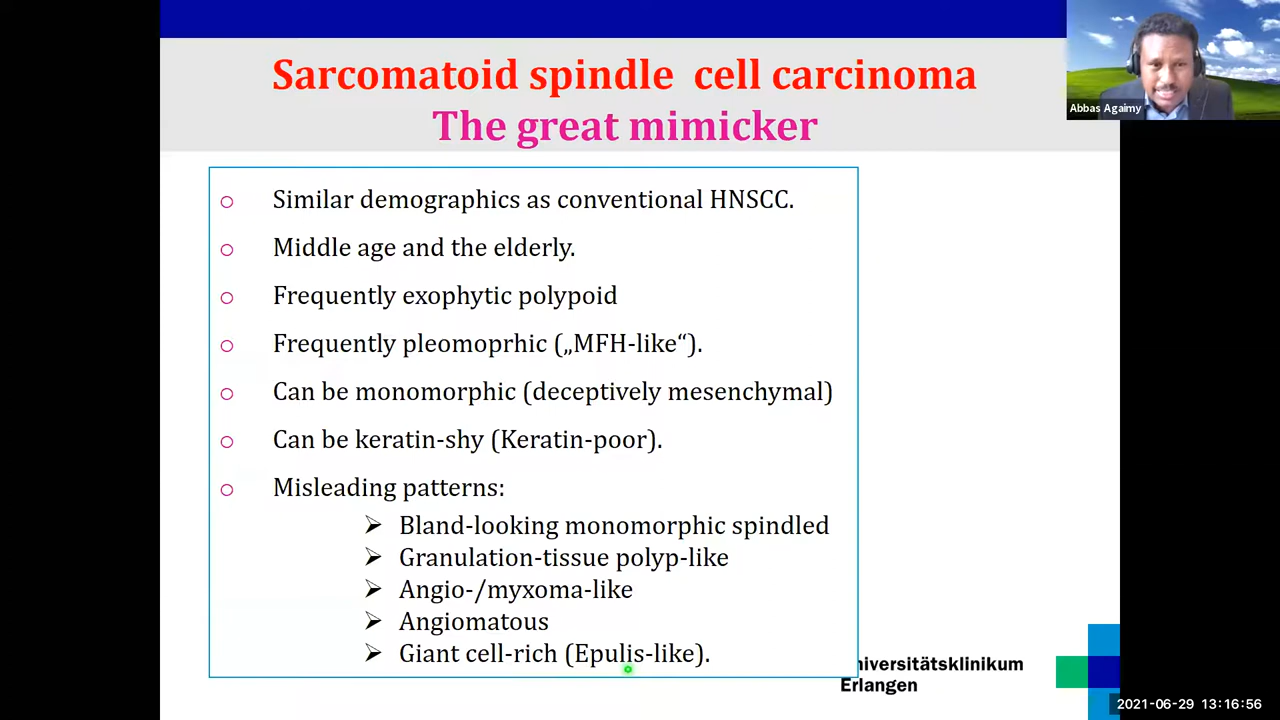 Sarcomatoid spindle cell carcinoma
The great mimicker
Abbas Agaimy
Similar demographics as conventional HNSCC.
Middle age and the elderly.
Frequently exophytic polypoid
Frequently pleomoprhic („MFH-like“).
Can be monomorphic (deceptively mesenchymal)
Can be keratin-shy (Keratin-poor).
Misleading patterns:
Bland-looking monomorphic spindled
Granulation-tissue polyp-like
Angio-/myxoma-like
Angiomatous
Giant cell-rich (Epulis-like).
niversitätsklinikum
Erlangen
2021-06-29 13:16:56